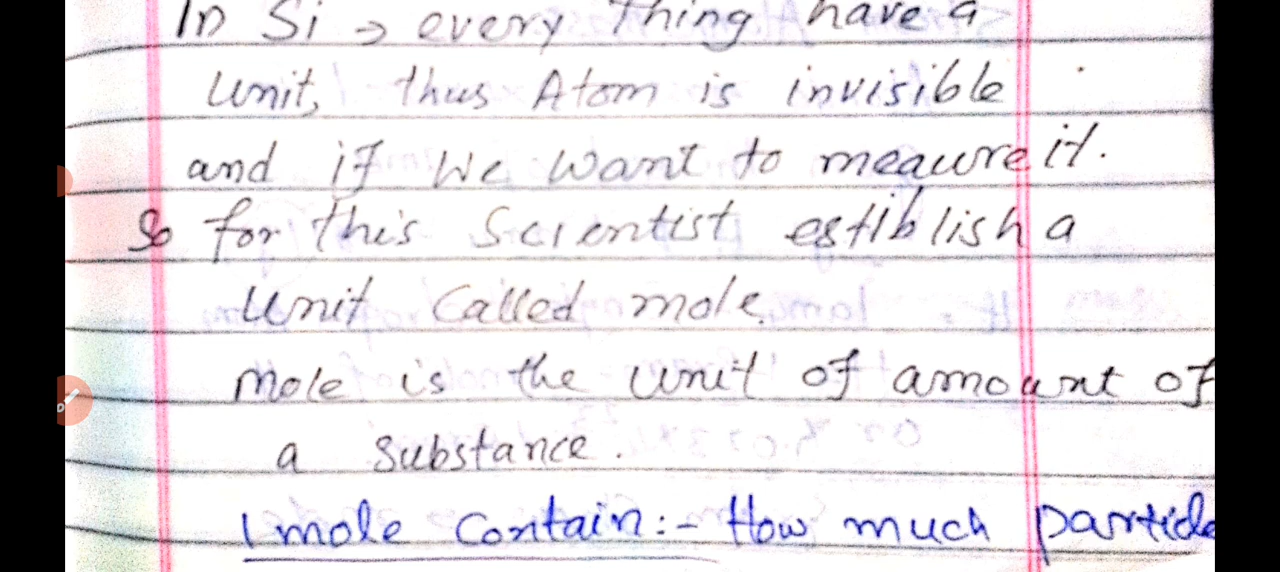 In Si → every thing have a
Unit, thus Atom is invisible
and if We Want to meaure it.
So for this Scientist estiblish a
Unit Called mole.
Mole is the unit of amount of
a substance.
1 mole Contain:- How much particle